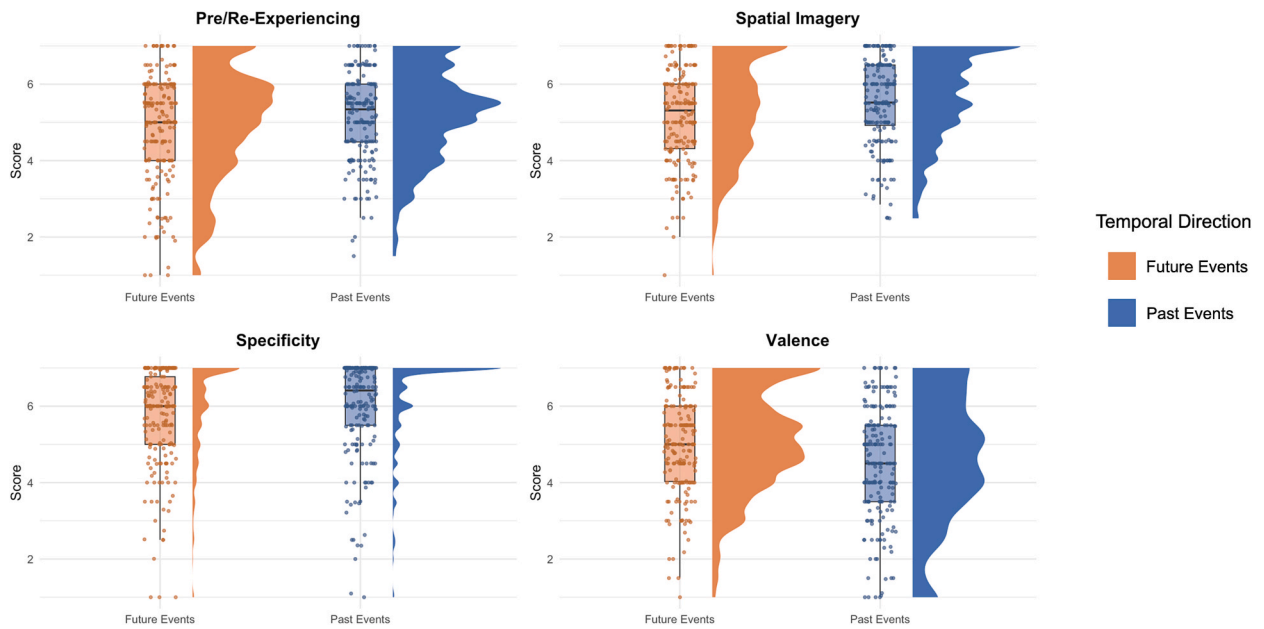 Pre/Re-Experiencing
Score
6
4
2
Future Events
Past Events
Spatial Imagery
Score
6
4
2
Future Events
Past Events
Specificity
Score
6
4
2
Future Events
Past Events
Valence
Score
6
4
2
Future Events
Past Events
Temporal Direction
Future Events
Past Events